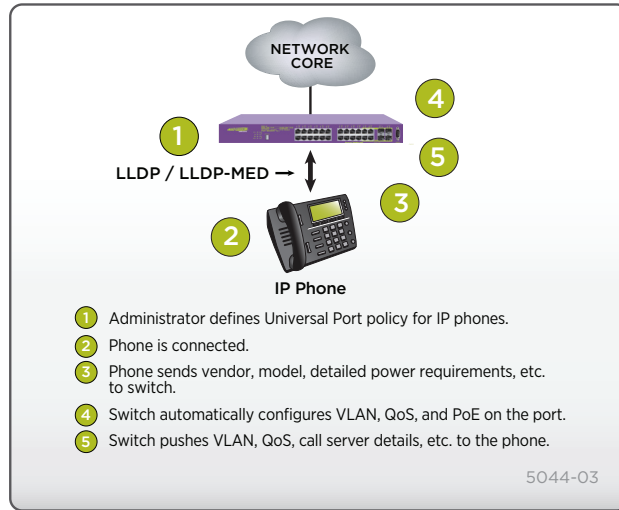 NETWORK
CORE
4
1
5
LLDP / LLDP-MED
3
2
IP Phone
1 Administrator defines Universal Port policy for IP phones.
2 Phone is connected.
3 Phone sends vendor, model, detailed power requirements, etc.
to switch.
4 Switch automatically configures VLAN, QoS, and PoE on the port.
5 Switch pushes VLAN, QoS, call server details, etc. to the phone.
5044-03